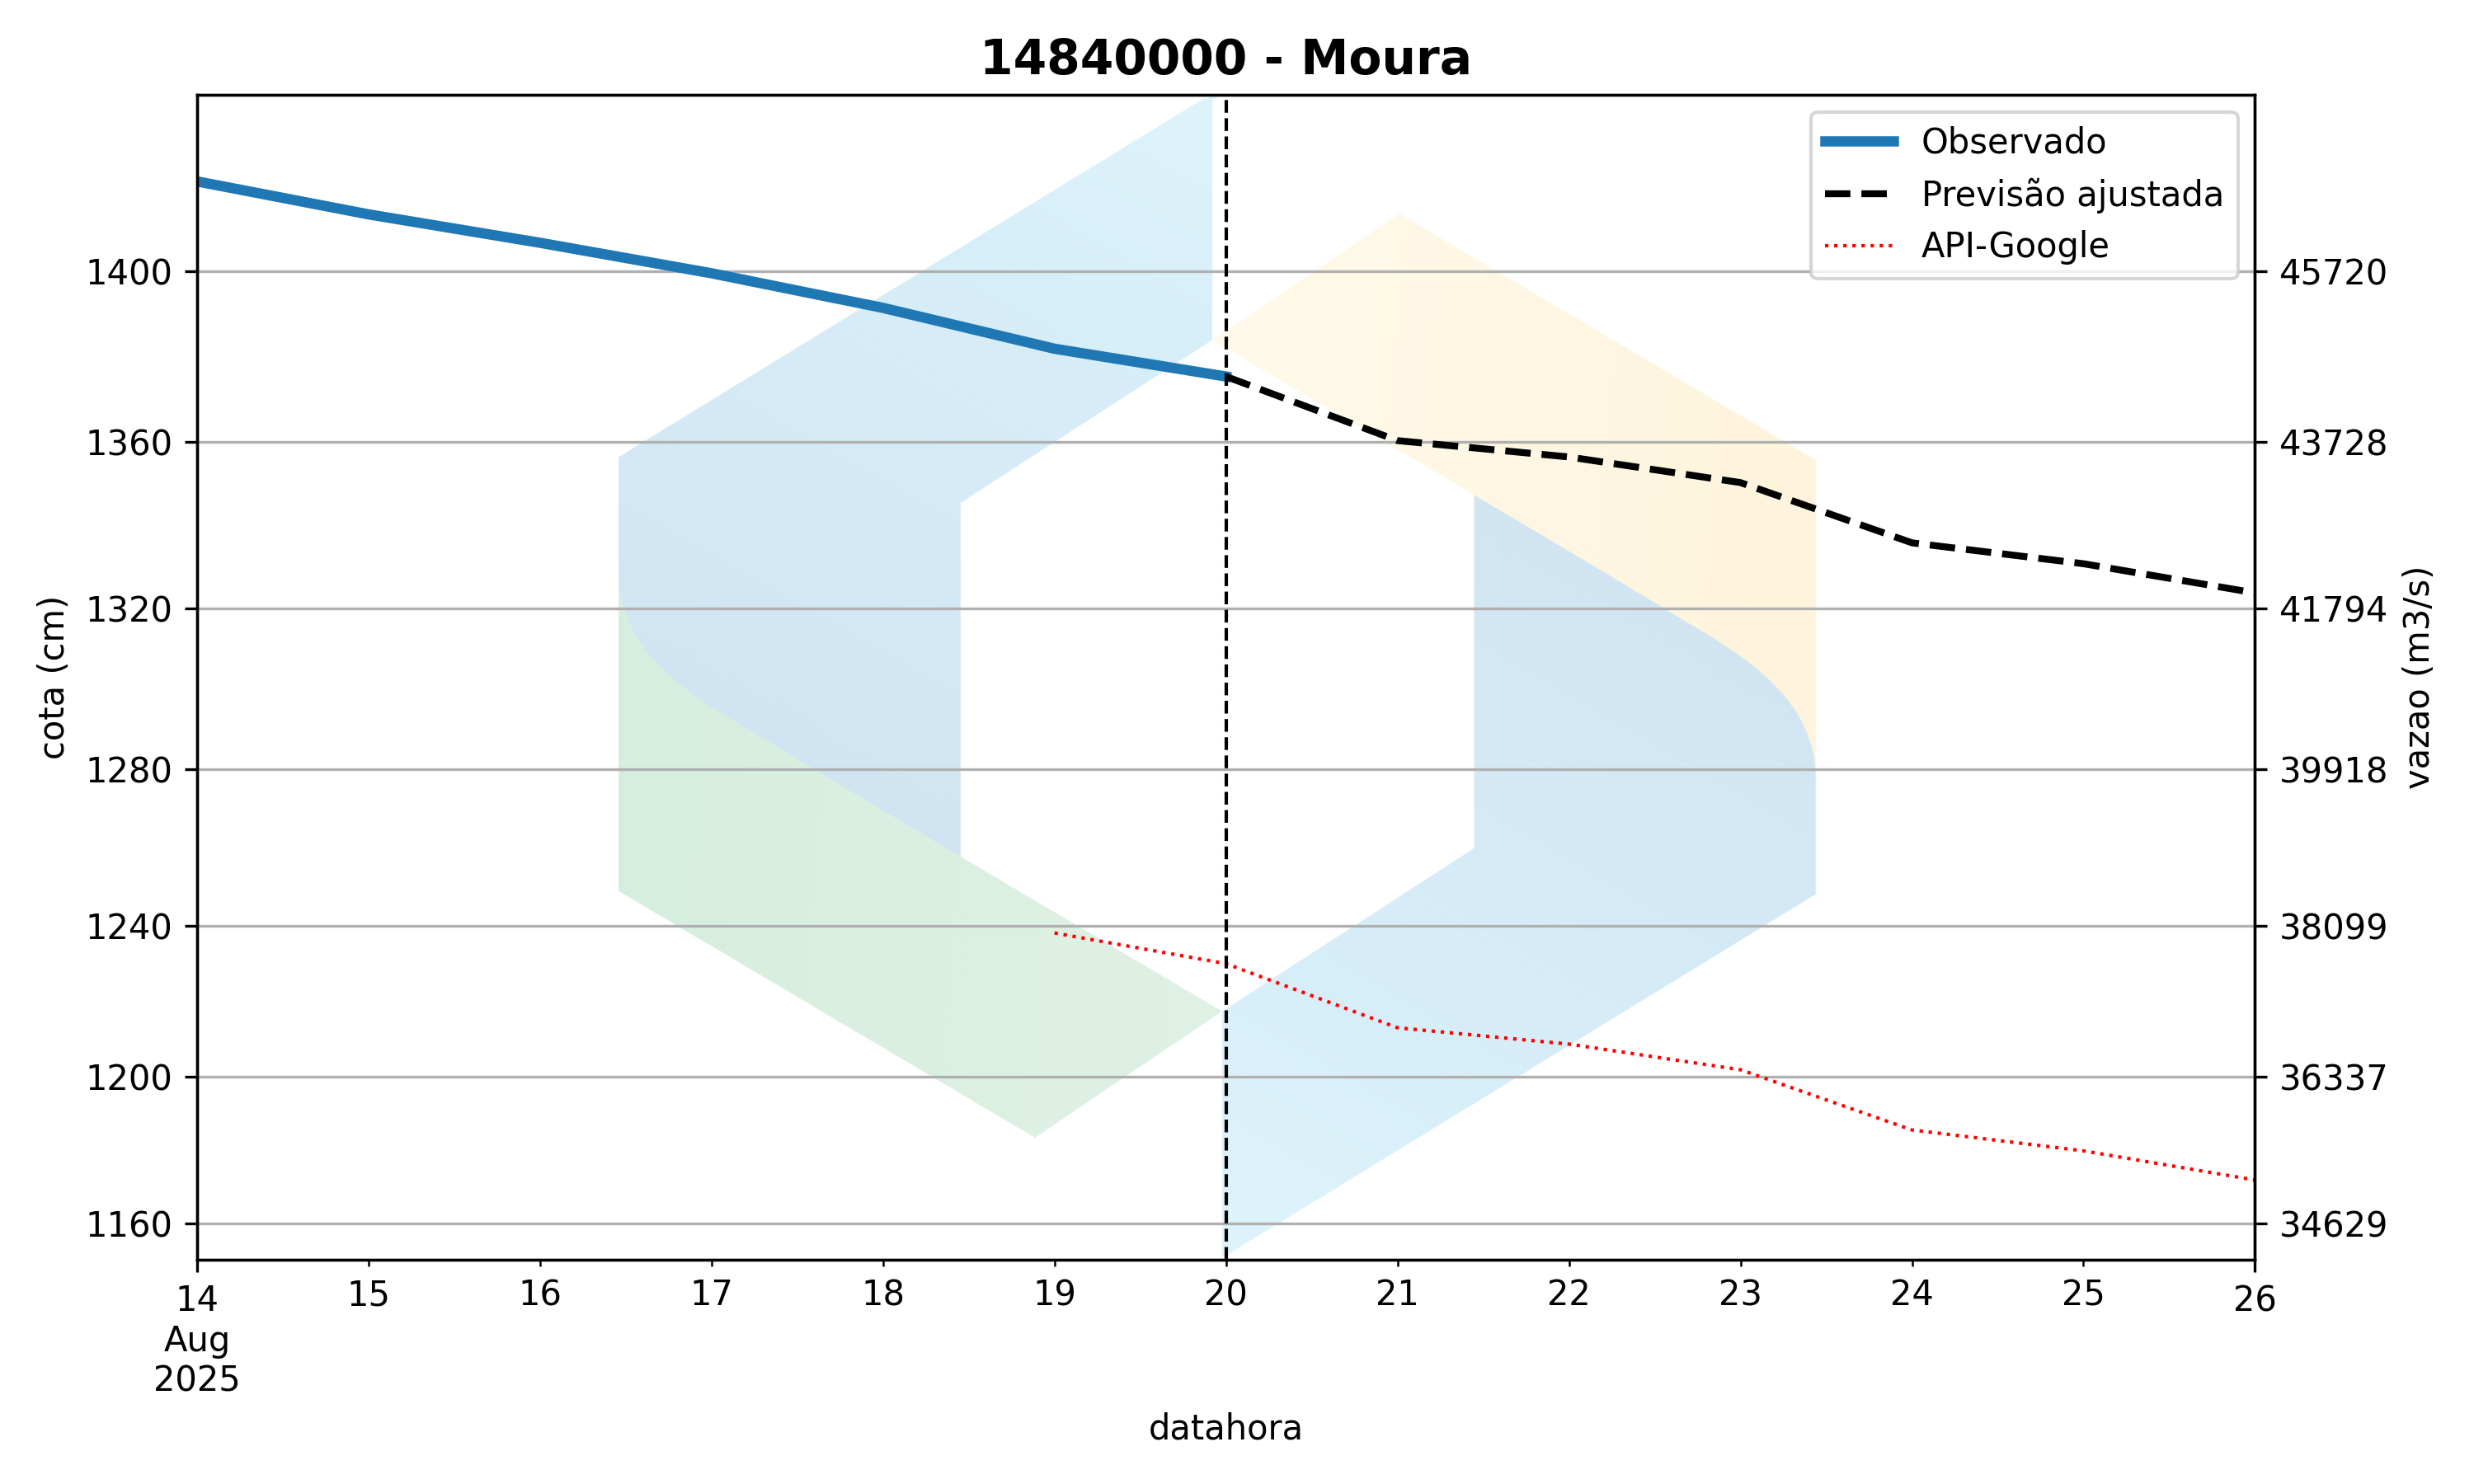 14840000 - Moura
Observado
Previsão ajustada
API-Google
cota (cm)
1400
1360
1320
1280
1240
1200
1160
45720
43728
41794
39918
38099
36337
34629
vazao (m3/s)
14 15 16 17 18 19 20 21 22 23 24 25 26
Aug
2025
datahora